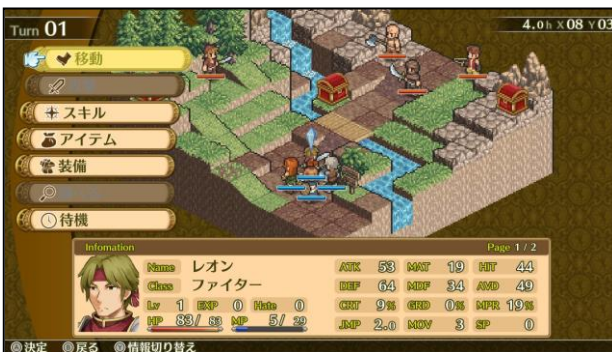 Turn 01
4.0h X08 Y03
移動
スキル
アイテム
装備
待機
Infomation
Page 1 / 2
Name レオン
Class ファイター
Lv 1 EXP 0 Hate 0
HP 83/ 83 MP 5/ 29
ATK 53 MAT 19 HIT 44
DEF 64 MDF 34 AVD 49
CRT 9% GRD 0% MPR 19%
JMP 2.0 MOV 3 SP 0
決定 戻る 情報切り替え